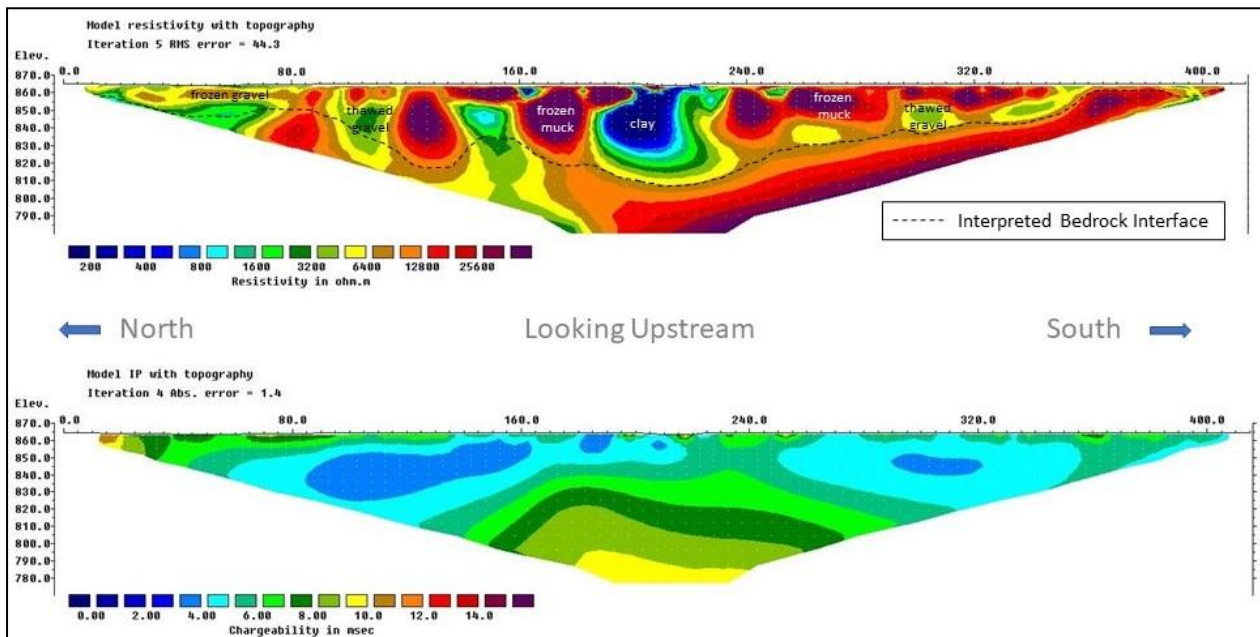 Model resistivity with topography
Iteration 5 RMS error = 44.3
Elev.
0.0 80.0 160.0 240.0 320.0 400.0
870.0
860.0
850.0
840.0
830.0
820.0
810.0
800.0
790.0
frozen gravel
thawed gravel
frozen muck
clay
frozen muck
thawed gravel
Interpreted Bedrock Interface
200 400 800 1600 3200 6400 12800 25600
Resistivity in ohm.m
North Looking Upstream South
Model IP with topography
Iteration 4 Abs. error = 1.4
Elev.
0.0 80.0 160.0 240.0 320.0 400.0
870.0
860.0
850.0
840.0
830.0
820.0
810.0
800.0
790.0
780.0
0.00 2.00 4.00 6.00 8.00 10.0 12.0 14.0
Chargeability in msec